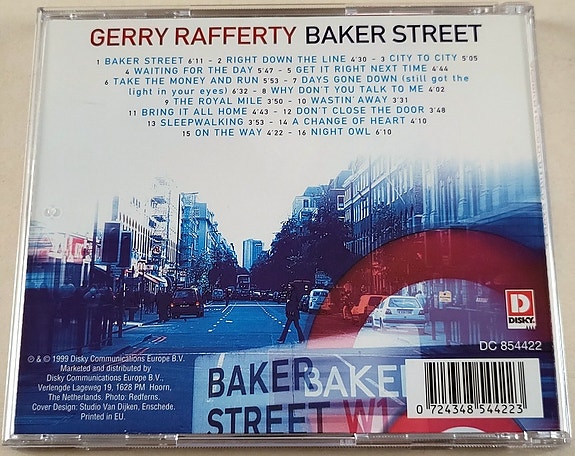 GERRY RAFFERTY BAKER STREET
1 BAKER STREET 6'11 - 2 RIGHT DOWN THE LINE 4'30 - 3 CITY TO CITY 5'05
4 WAITING FOR THE DAY 5'47 - 5 GET IT RIGHT NEXT TIME 4'44
6 TAKE THE MONEY AND RUN 5'53 - 7 DAYS GONE DOWN (still got the
light in your eyes) 6'32 - 8 WHY DON'T YOU TALK TO ME 4'02
9 THE ROYAL MILE 3'50 - 10 WASTIN' AWAY 3'31
11 BRING IT ALL HOME 4'43 - 12 DON'T CLOSE THE DOOR 3'48
13 SLEEPWALKING 3'53 - 14 A CHANGE OF HEART 4'10
15 ON THE WAY 4'22 - 16 NIGHT OWL 6'10
D
DISKY
DC 854422
℗ & © 1999 Disky Communications Europe B.V.
Marketed and distributed by
Disky Communications Europe B.V.,
Verlengde Lageweg 19, 1628 PM Hoorn,
The Netherlands. Photo: Redferns.
Cover Design: Studio Van Dijken, Enschede.
Printed in EU.
BAKER BAKER
STREET W1
0 724348 544223